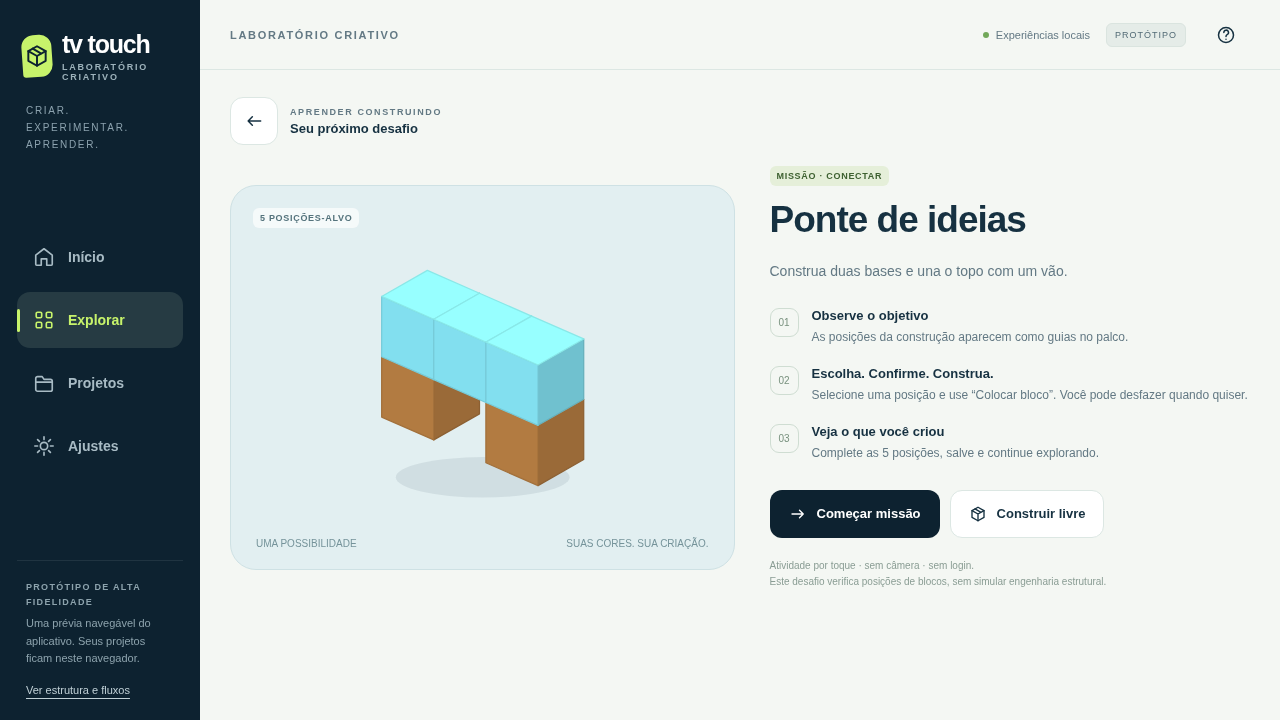 tv touch
LABORATÓRIO
CRIATIVO
CRIAR.
EXPERIMENTAR.
APRENDER.
Início
Explorar
Projetos
Ajustes
PROTÓTIPO DE ALTA
FIDELIDADE
Uma prévia navegável do
aplicativo. Seus projetos
ficam neste navegador.
Ver estrutura e fluxos
LABORATÓRIO CRIATIVO
Experiências locais
PROTÓTIPO
APRENDER CONSTRUINDO
Seu próximo desafio
5 POSIÇÕES-ALVO
UMA POSSIBILIDADE
SUAS CORES. SUA CRIAÇÃO.
MISSÃO · CONECTAR
Ponte de ideias
Construa duas bases e una o topo com um vão.
01
Observe o objetivo
As posições da construção aparecem como guias no palco.
02
Escolha. Confirme. Construa.
Selecione uma posição e use “Colocar bloco”. Você pode desfazer quando quiser.
03
Veja o que você criou
Complete as 5 posições, salve e continue explorando.
Começar missão
Construir livre
Atividade por toque · sem câmera · sem login.
Este desafio verifica posições de blocos, sem simular engenharia estrutural.